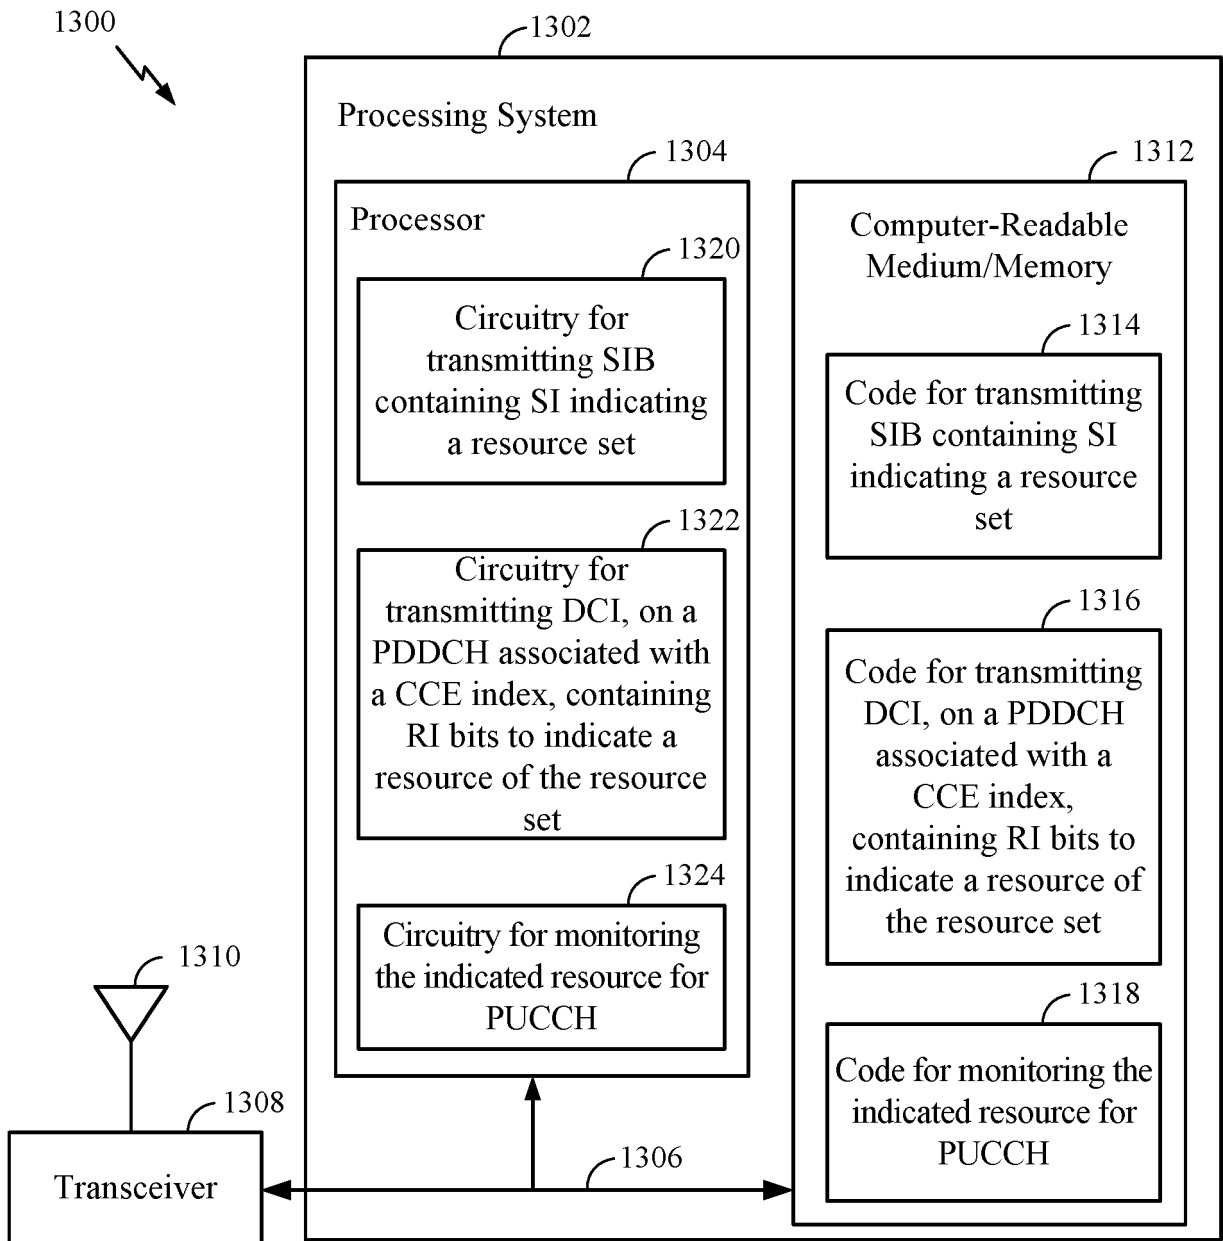 1300
1302
Processing System
1304
Processor
1320
Circuitry for
transmitting SIB
containing SI indicating
a resource set
1322
Circuitry for
transmitting DCI, on a
PDDCH associated with
a CCE index, containing
RI bits to indicate a
resource of the resource
set
1324
Circuitry for monitoring
the indicated resource for
PUCCH
1312
Computer-Readable
Medium/Memory
1314
Code for transmitting
SIB containing SI
indicating a resource
set
1316
Code for transmitting
DCI, on a PDDCH
associated with a
CCE index,
containing RI bits to
indicate a resource of
the resource set
1318
Code for monitoring the
indicated resource for
PUCCH
1310
1308
Transceiver
1306